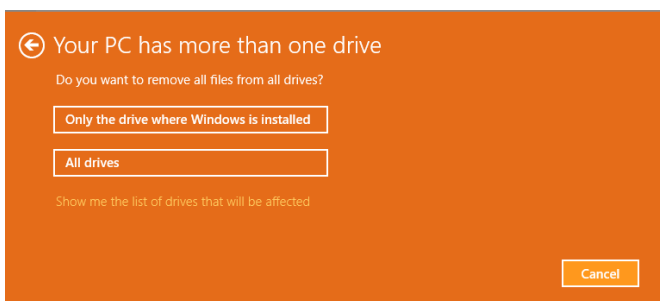 Your PC has more than one drive
Do you want to remove all files from all drives?
Only the drive where Windows is installed
All drives
Show me the list of drives that will be affected
Cancel